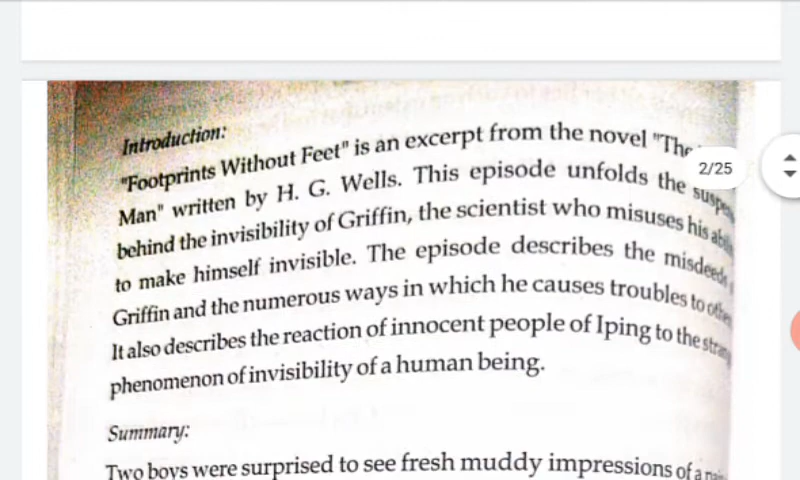 Introduction:
"Footprints Without Feet" is an excerpt from the novel "The
2/25
Man" written by H. G. Wells. This episode unfolds the
behind the invisibility of Griffin, the scientist who misuses his
to make himself invisible. The episode describes the misdeeds
Griffin and the numerous ways in which he causes troubles to
It also describes the reaction of innocent people of Iping to the
phenomenon of invisibility of a human being.
Summary:
Two boys were surprised to see fresh muddy impressions of a